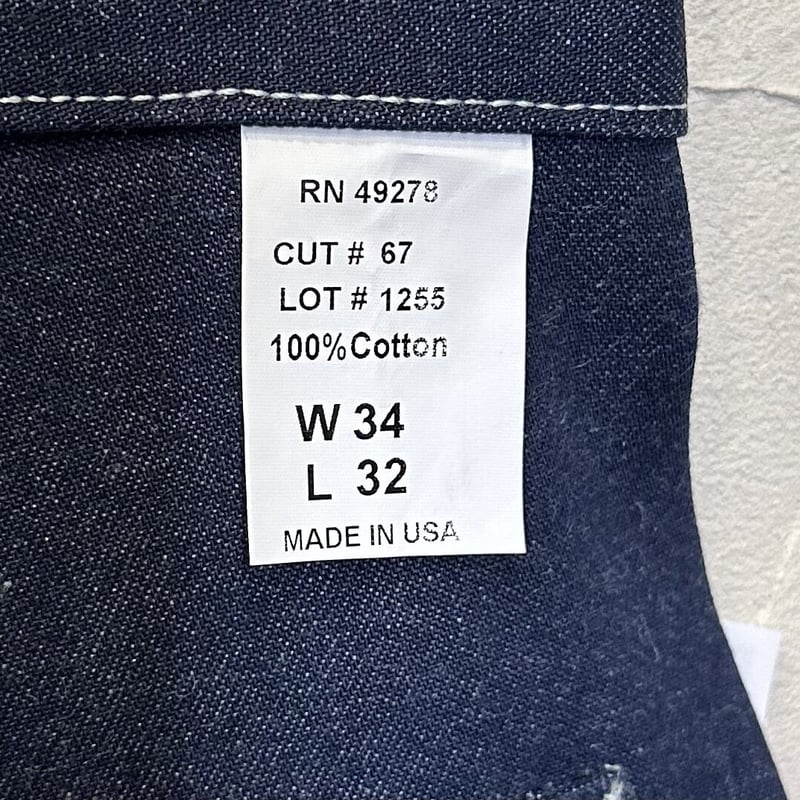 RN 49278
CUT # 67
LOT # 1255
100%Cotton
W 34
L 32
MADE IN USA